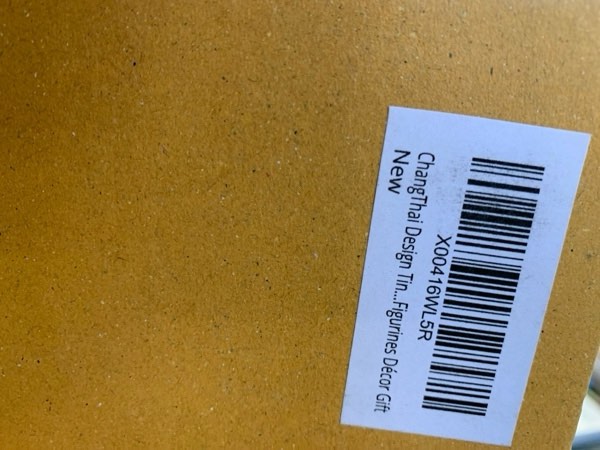 X00416WL5R
ChangThai Design Tin...Figurines Décor Gift
New